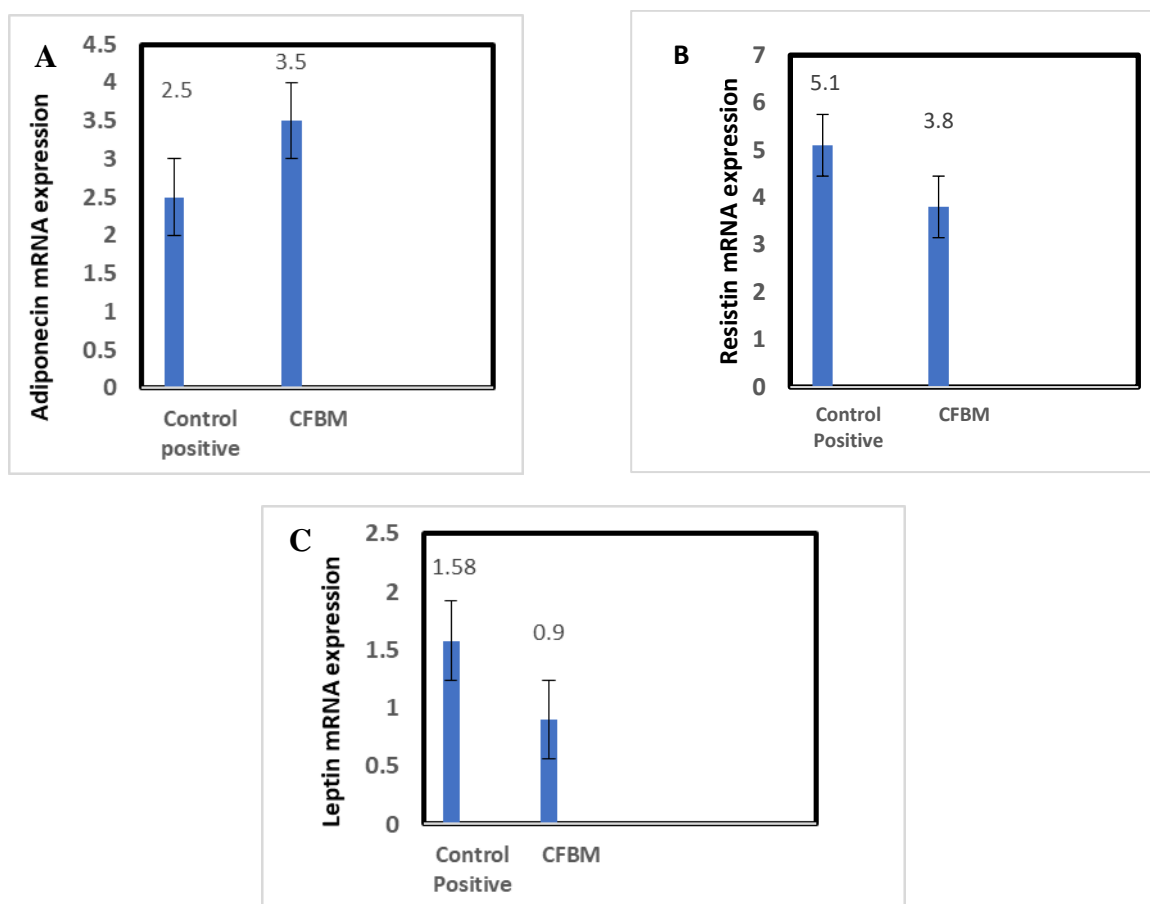 A
Adiponecin mRNA expression
4.5
4
3.5
3
2.5
2
1.5
1
0.5
0
2.5
3.5
Control
positive
CFBM
B
Resistin mRNA expression
7
6
5
4
3
2
1
0
5.1
3.8
Control
Positive
CFBM
C
Leptin mRNA expression
2.5
2
1.5
1
0.5
0
1.58
0.9
Control
Positive
CFBM